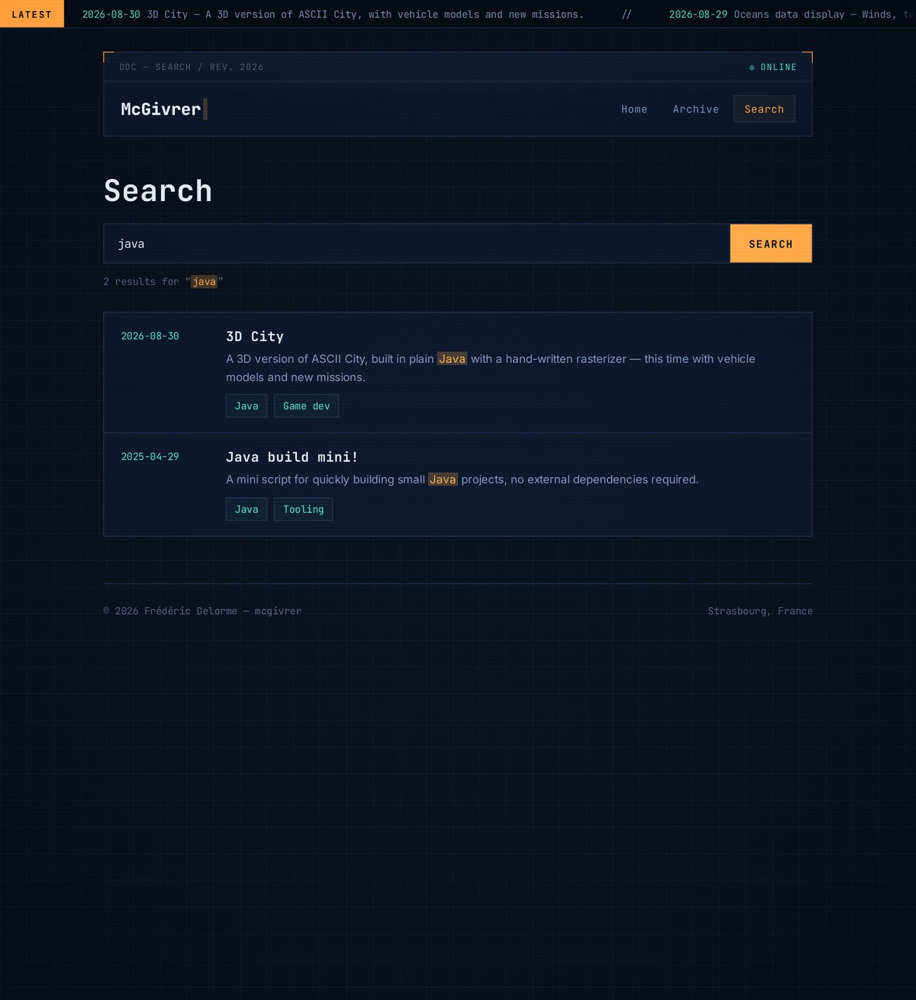 LATEST 2026-08-30 3D City — A 3D version of ASCII City, with vehicle models and new missions. // 2026-08-29 Oceans data display — Winds,
DOC — SEARCH / REV. 2026 ONLINE
McGivrer Home Archive Search
Search
java SEARCH
2 results for “java”
2026-08-30 3D City
A 3D version of ASCII City, built in plain Java with a hand-written rasterizer — this time with vehicle
models and new missions.
Java Game dev
2025-04-29 Java build mini!
A mini script for quickly building small Java projects, no external dependencies required.
Java Tooling
© 2026 Frédéric Delorme — mcgivrer Strasbourg, France